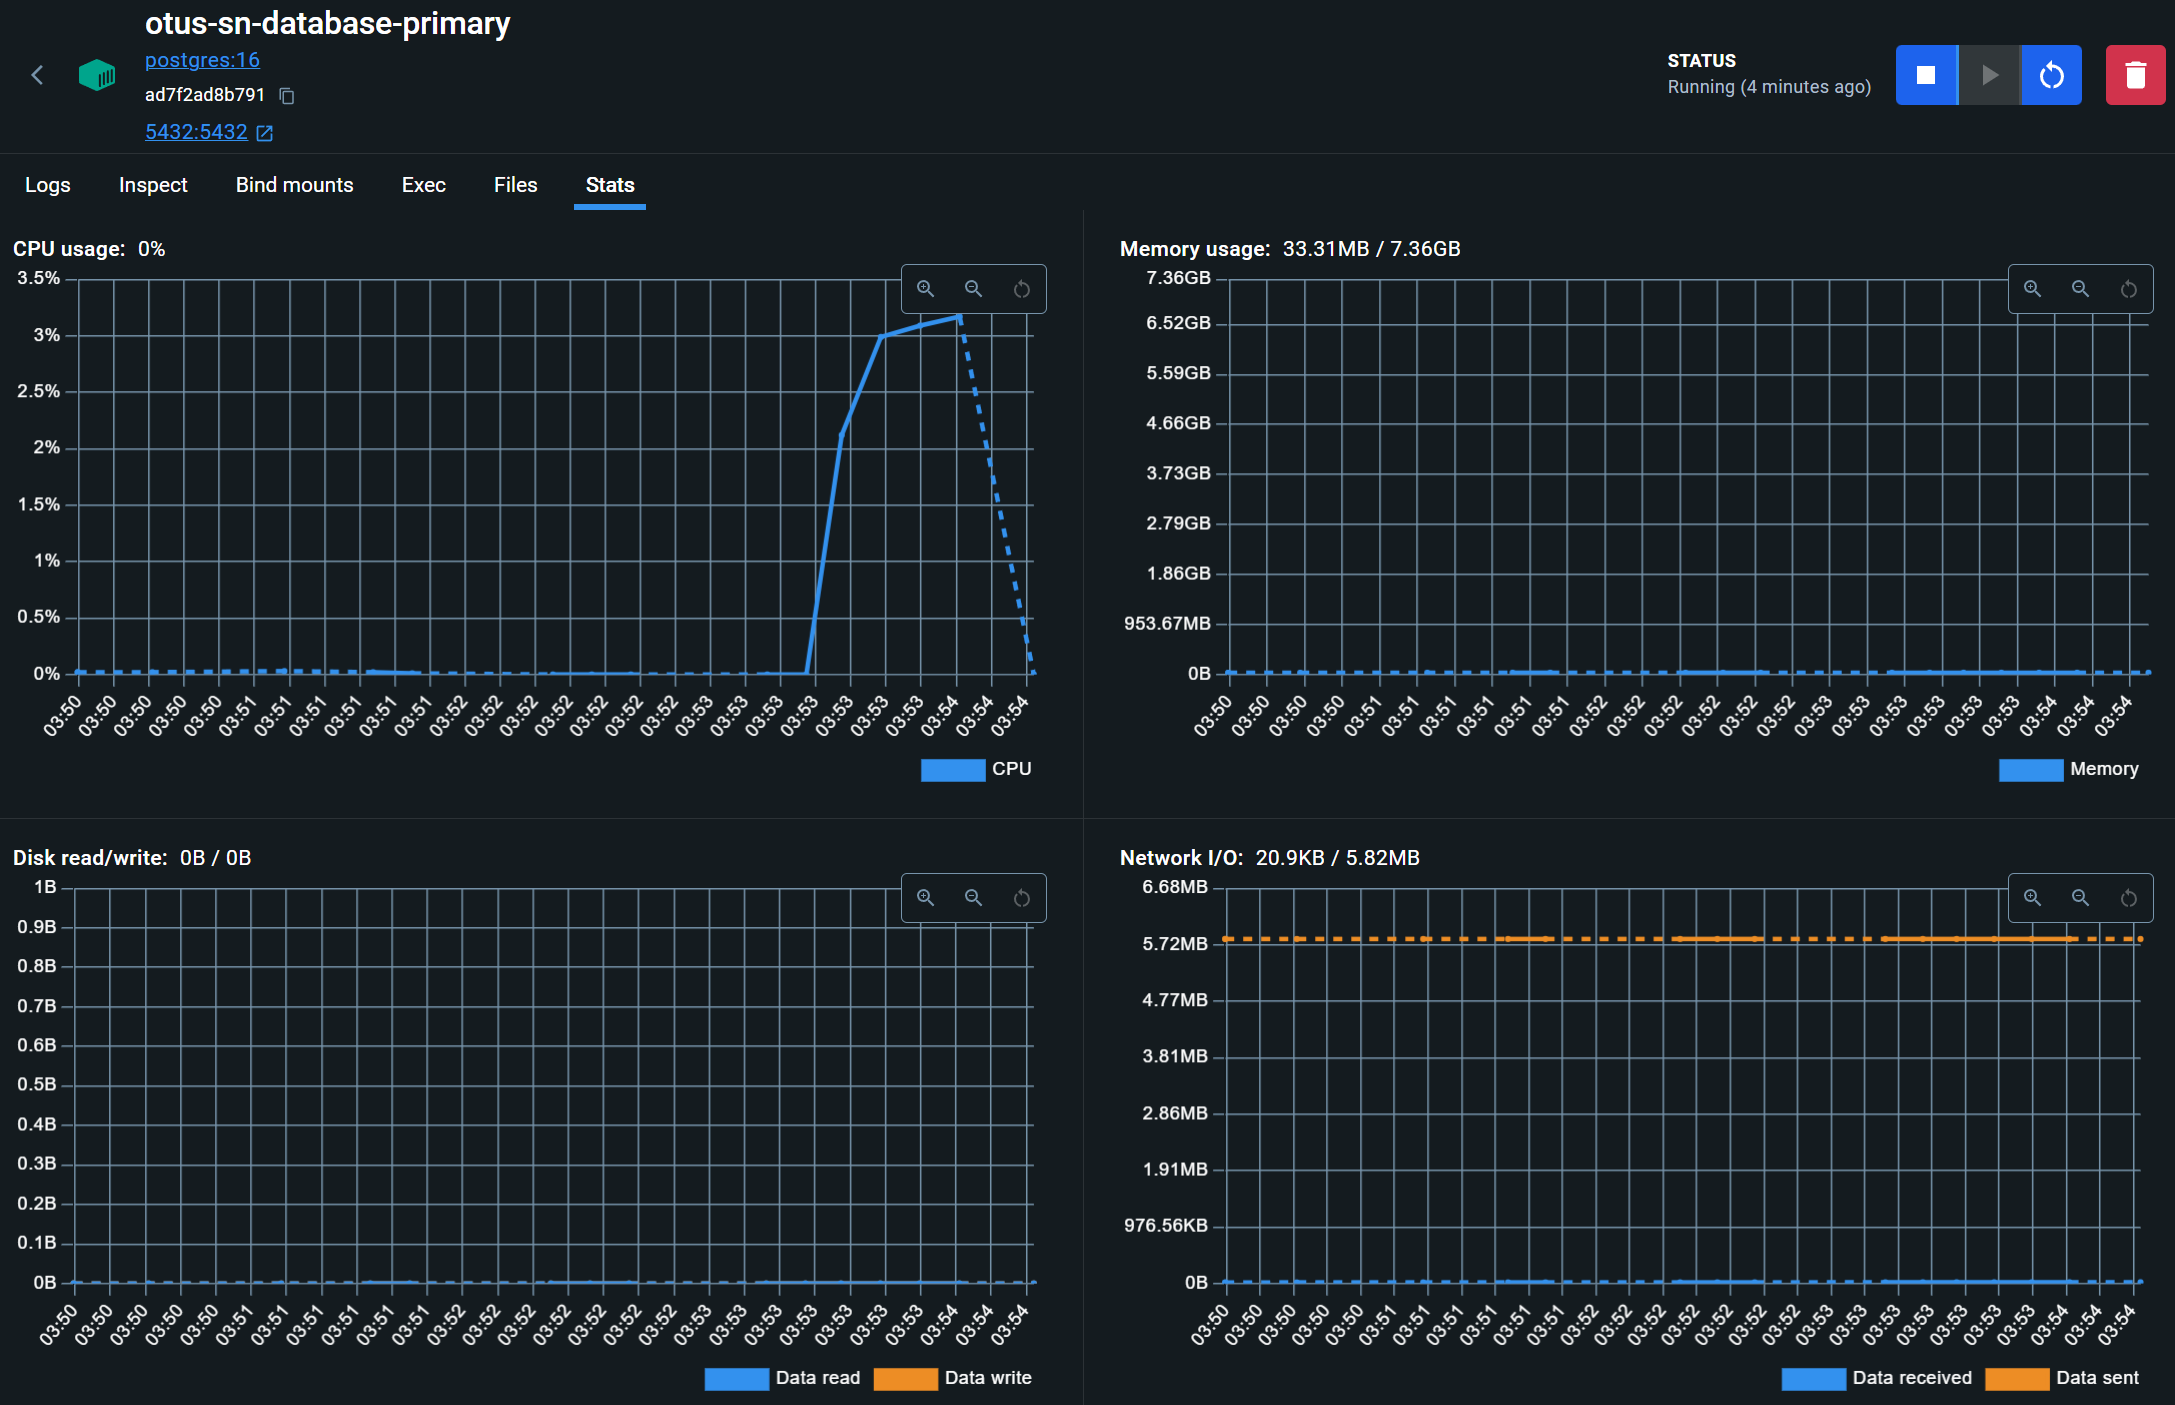 otus-sn-database-primary
postgres:16
ad7f2ad8b791
5432:5432
STATUS
Running (4 minutes ago)
Logs Inspect Bind mounts Exec Files Stats
CPU usage: 0%
3.5%
3%
2.5%
2%
1.5%
1%
0.5%
0%
03:50 03:50 03:50 03:50 03:50 03:51 03:51 03:51 03:51 03:51 03:51 03:52 03:52 03:52 03:52 03:52 03:52 03:52 03:53 03:53 03:53 03:53 03:53 03:53 03:53 03:54 03:54 03:54
CPU
Memory usage: 33.31MB / 7.36GB
7.36GB
6.52GB
5.59GB
4.66GB
3.73GB
2.79GB
1.86GB
953.67MB
0B
03:50 03:50 03:50 03:50 03:51 03:51 03:51 03:51 03:51 03:51 03:52 03:52 03:52 03:52 03:52 03:52 03:53 03:53 03:53 03:53 03:53 03:53 03:54 03:54 03:54
Memory
Disk read/write: 0B / 0B
1B
0.9B
0.8B
0.7B
0.6B
0.5B
0.4B
0.3B
0.2B
0.1B
0B
03:50 03:50 03:50 03:50 03:50 03:51 03:51 03:51 03:51 03:51 03:51 03:52 03:52 03:52 03:52 03:52 03:52 03:52 03:53 03:53 03:53 03:53 03:53 03:53 03:53 03:54 03:54 03:54
Data read Data write
Network I/O: 20.9KB / 5.82MB
6.68MB
5.72MB
4.77MB
3.81MB
2.86MB
1.91MB
976.56KB
0B
03:50 03:50 03:50 03:50 03:50 03:51 03:51 03:51 03:51 03:51 03:51 03:52 03:52 03:52 03:52 03:52 03:52 03:52 03:53 03:53 03:53 03:53 03:53 03:53 03:53 03:54 03:54 03:54
Data received Data sent